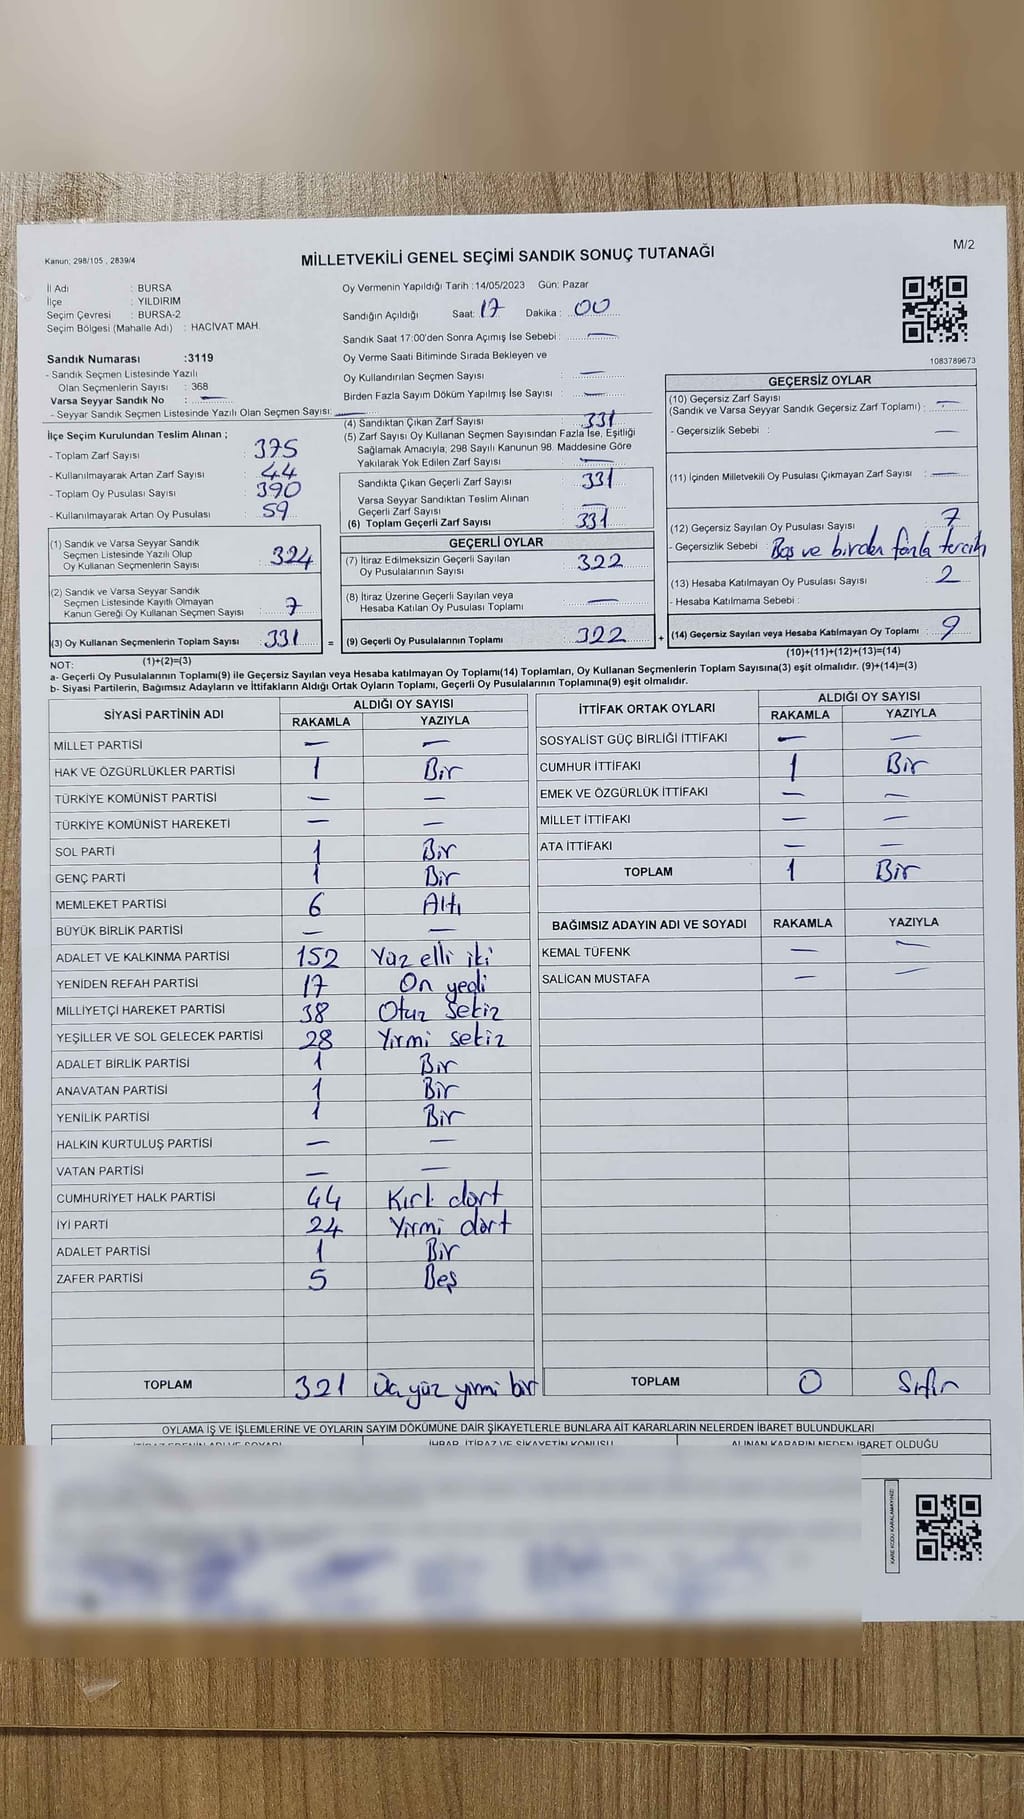 Kanun: 298/105 , 2839/4
MİLLETVEKİLİ GENEL SEÇİMİ SANDIK SONUÇ TUTANAĞI
M/2
İl Adı : BURSA
İlçe : YILDIRIM
Seçim Çevresi : BURSA-2
Seçim Bölgesi (Mahalle Adı) : HACİVAT MAH.
Sandık Numarası :3119
- Sandık Seçmen Listesinde Yazılı
Olan Seçmenlerin Sayısı : 368
Varsa Seyyar Sandık No : —
- Seyyar Sandık Seçmen Listesinde Yazılı Olan Seçmen Sayısı: —
Oy Vermenin Yapıldığı Tarih :14/05/2023 Gün: Pazar
Sandığın Açıldığı Saat: 17 Dakika : 00
Sandık Saat 17:00'den Sonra Açımış İse Sebebi : —
Oy Verme Saati Bitiminde Sırada Bekleyen ve
Oy Kullandırılan Seçmen Sayısı : —
Birden Fazla Sayım Döküm Yapılmış İse Sayısı : —
1083789673
İlçe Seçim Kurulundan Teslim Alınan ;
- Toplam Zarf Sayısı : 375
- Kullanılmayarak Artan Zarf Sayısı : 44
- Toplam Oy Pusulası Sayısı : 390
- Kullanılmayarak Artan Oy Pusulası : 59
(1) Sandık ve Varsa Seyyar Sandık
Seçmen Listesinde Yazılı Olup
Oy Kullanan Seçmenlerin Sayısı : 324
(2) Sandık ve Varsa Seyyar Sandık
Seçmen Listesinde Kayıtlı Olmayan
Kanun Gereği Oy Kullanan Seçmen Sayısı : 7
(3) Oy Kullanan Seçmenlerin Toplam Sayısı : 331 =
(1)+(2)=(3)
(4) Sandıktan Çıkan Zarf Sayısı : 331
(5) Zarf Sayısı Oy Kullanan Seçmen Sayısından Fazla İse, Eşitliği
Sağlamak Amacıyla; 298 Sayılı Kanunun 98. Maddesine Göre
Yakılarak Yok Edilen Zarf Sayısı : —
Sandıkta Çıkan Geçerli Zarf Sayısı : 331
Varsa Seyyar Sandıktan Teslim Alınan
Geçerli Zarf Sayısı : —
(6) Toplam Geçerli Zarf Sayısı : 331
GEÇERLİ OYLAR
(7) İtiraz Edilmeksizin Geçerli Sayılan
Oy Pusulalarının Sayısı : 322
(8) İtiraz Üzerine Geçerli Sayılan veya
Hesaba Katılan Oy Pusulası Toplamı : —
(9) Geçerli Oy Pusulalarının Toplamı : 322 +
GEÇERSİZ OYLAR
(10) Geçersiz Zarf Sayısı
(Sandık ve Varsa Seyyar Sandık Geçersiz Zarf Toplamı) : —
- Geçersizlik Sebebi : —
(11) İçinden Milletvekili Oy Pusulası Çıkmayan Zarf Sayısı : —
(12) Geçersiz Sayılan Oy Pusulası Sayısı : 7
- Geçersizlik Sebebi : Boş ve birden fazla tercih
(13) Hesaba Katılmayan Oy Pusulası Sayısı : 2
- Hesaba Katılmama Sebebi :
(14) Geçersiz Sayılan veya Hesaba Katılmayan Oy Toplamı : 9
(10)+(11)+(12)+(13)=(14)
NOT:
a- Geçerli Oy Pusulalarının Toplamı(9) ile Geçersiz Sayılan veya Hesaba katılmayan Oy Toplamı(14) Toplamları, Oy Kullanan Seçmenlerin Toplam Sayısına(3) eşit olmalıdır. (9)+(14)=(3)
b- Siyasi Partilerin, Bağımsız Adayların ve İttifakların Aldığı Ortak Oyların Toplamı, Geçerli Oy Pusulalarının Toplamına(9) eşit olmalıdır.
SİYASİ PARTİNİN ADI ALDIĞI OY SAYISI
RAKAMLA YAZIYLA
MİLLET PARTİSİ — —
HAK VE ÖZGÜRLÜKLER PARTİSİ 1 Bir
TÜRKİYE KOMÜNİST PARTİSİ — —
TÜRKİYE KOMÜNİST HAREKETİ — —
SOL PARTİ 1 Bir
GENÇ PARTİ 1 Bir
MEMLEKET PARTİSİ 6 Altı
BÜYÜK BİRLİK PARTİSİ — —
ADALET VE KALKINMA PARTİSİ 152 Yüz elli iki
YENİDEN REFAH PARTİSİ 17 On yedi
MİLLİYETÇİ HAREKET PARTİSİ 38 Otuz sekiz
YEŞİLLER VE SOL GELECEK PARTİSİ 28 Yirmi sekiz
ADALET BİRLİK PARTİSİ 1 Bir
ANAVATAN PARTİSİ 1 Bir
YENİLİK PARTİSİ 1 Bir
HALKIN KURTULUŞ PARTİSİ — —
VATAN PARTİSİ — —
CUMHURİYET HALK PARTİSİ 44 Kırk dört
İYİ PARTİ 24 Yirmi dört
ADALET PARTİSİ 1 Bir
ZAFER PARTİSİ 5 Beş
TOPLAM 321 Üç yüz yirmi bir
İTTİFAK ORTAK OYLARI ALDIĞI OY SAYISI
RAKAMLA YAZIYLA
SOSYALİST GÜÇ BİRLİĞİ İTTİFAKI — —
CUMHUR İTTİFAKI 1 Bir
EMEK VE ÖZGÜRLÜK İTTİFAKI — —
MİLLET İTTİFAKI — —
ATA İTTİFAKI — —
TOPLAM 1 Bir
BAĞIMSIZ ADAYIN ADI VE SOYADI RAKAMLA YAZIYLA
KEMAL TÜFENK — —
SALİCAN MUSTAFA — —
TOPLAM 0 Sıfır
OYLAMA İŞ VE İŞLEMLERİNE VE OYLARIN SAYIM DÖKÜMÜNE DAİR ŞİKAYETLERLE BUNLARA AİT KARARLARIN NELERDEN İBARET BULUNDUKLARI
İTİRAZ EDENİN ADI VE SOYADI İHBAR, İTİRAZ VE ŞİKAYETİN KONUSU ALINAN KARARIN NEDEN İBARET OLDUĞU
KARE KODU KARALAMAYINIZ!